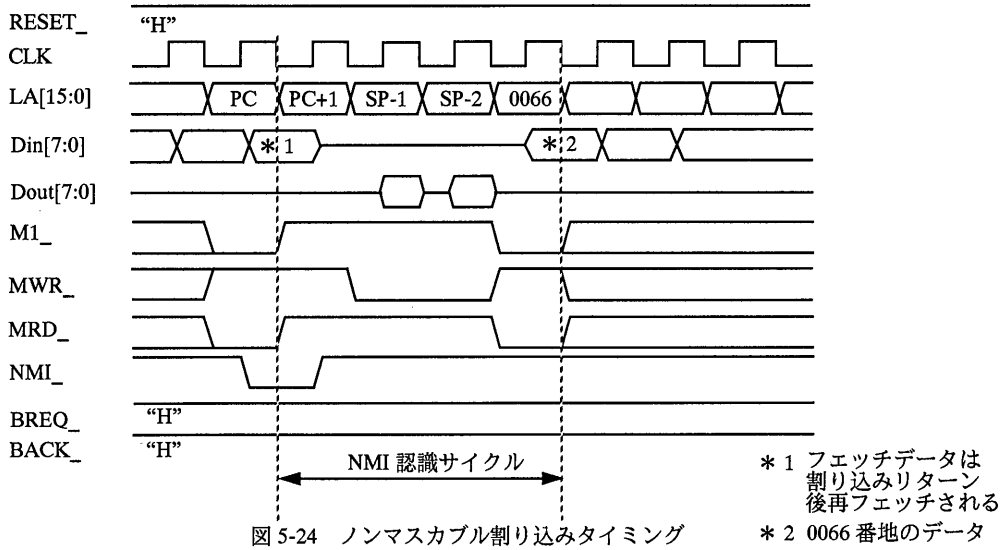 RESET_ “H”
CLK
LA[15:0] PC PC+1 SP-1 SP-2 0066
Din[7:0] *1 *2
Dout[7:0]
M1_
MWR_
MRD_
NMI_
BREQ_ “H”
BACK_ “H”
NMI 認識サイクル
*1 フェッチデータは
割り込みリターン
後再フェッチされる
*2 0066 番地のデータ
図 5-24 ノンマスカブル割り込みタイミング